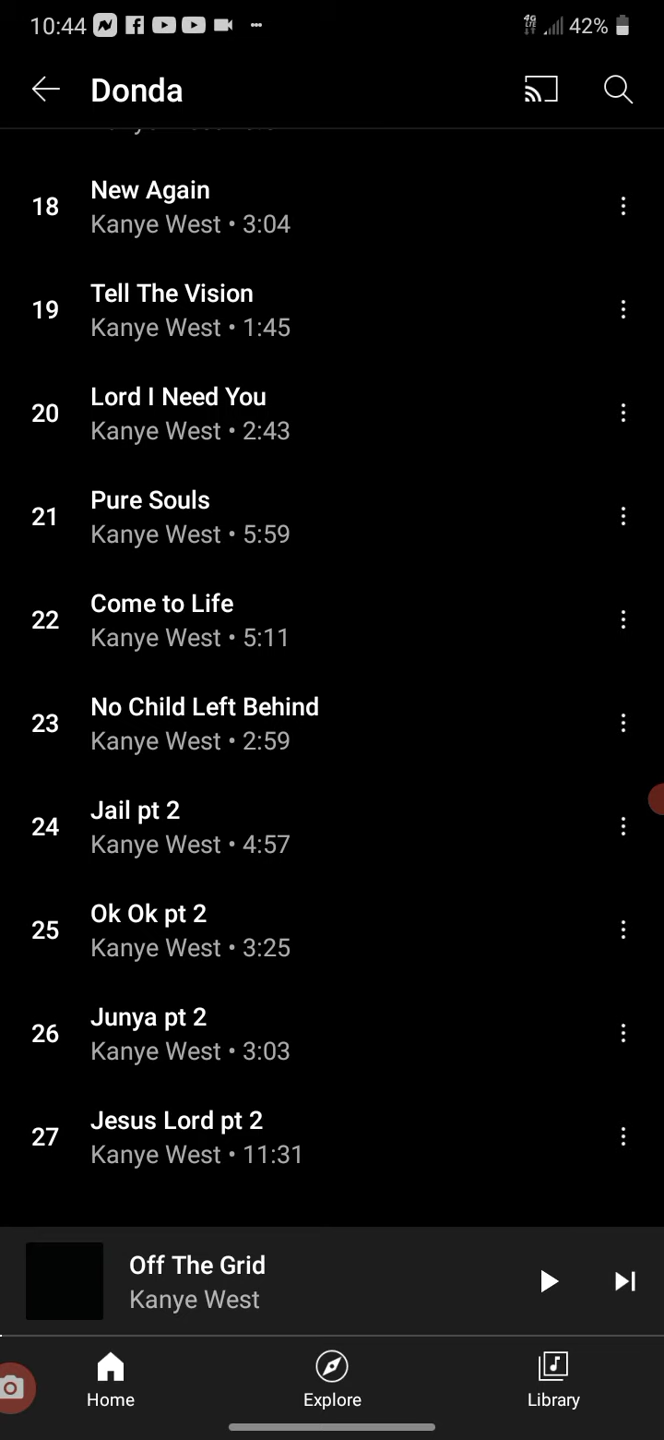 10:44
4G
LTE
42%
Donda
18
New Again
Kanye West • 3:04
19
Tell The Vision
Kanye West • 1:45
20
Lord I Need You
Kanye West • 2:43
21
Pure Souls
Kanye West • 5:59
22
Come to Life
Kanye West • 5:11
23
No Child Left Behind
Kanye West • 2:59
24
Jail pt 2
Kanye West • 4:57
25
Ok Ok pt 2
Kanye West • 3:25
26
Junya pt 2
Kanye West • 3:03
27
Jesus Lord pt 2
Kanye West • 11:31
Off The Grid
Kanye West
Home
Explore
Library